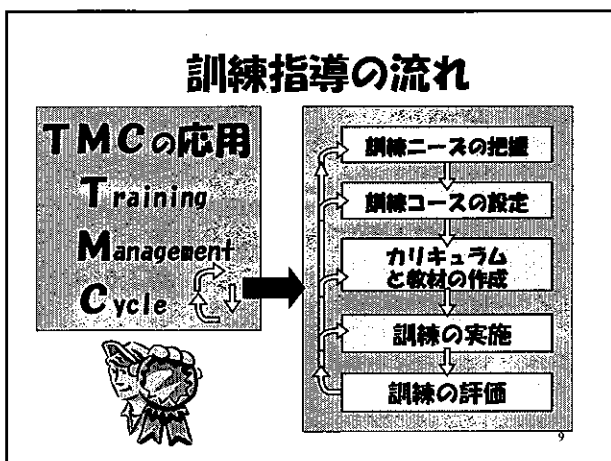 訓練指導の流れ
TMCの応用
Training
Management
Cycle
訓練ニーズの把握
訓練コースの設定
カリキュラム
と教材の作成
訓練の実施
訓練の評価
9